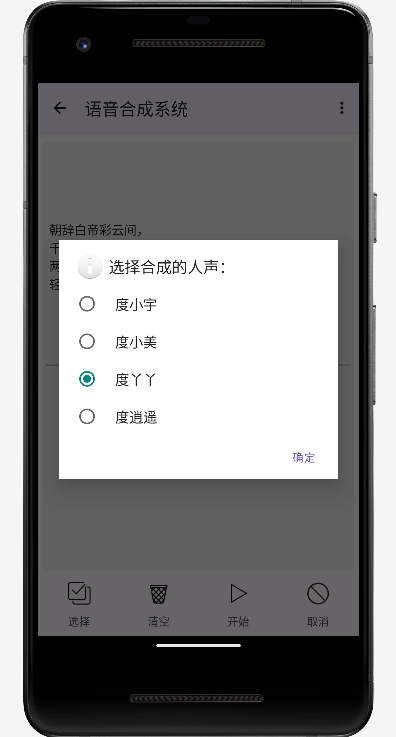 语音合成系统
朝辞白帝彩云间，
千
两
轻
选择合成的人声：
度小宇
度小美
度丫丫
度逍遥
确定
选择
清空
开始
取消